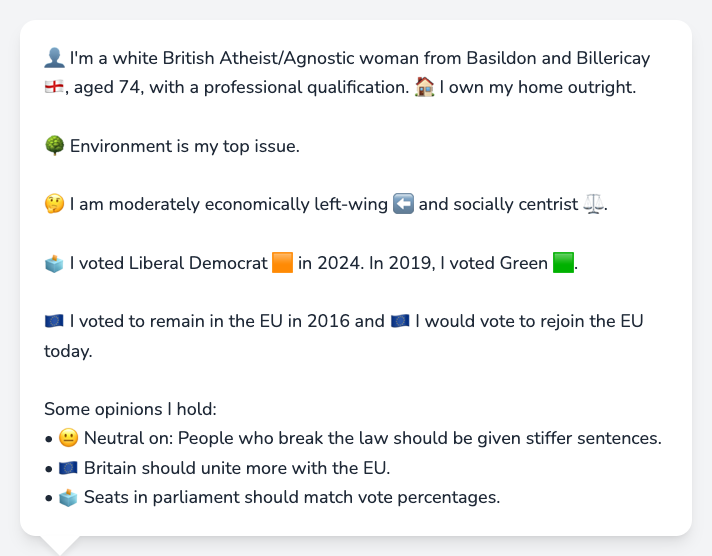 👤 I'm a white British Atheist/Agnostic woman from Basildon and Billericay
🏴󠁧󠁢󠁥󠁮󠁧󠁿, aged 74, with a professional qualification. 🏠 I own my home outright.
🌳 Environment is my top issue.
🤔 I am moderately economically left-wing ⬅️ and socially centrist ⚖️.
🗳️ I voted Liberal Democrat 🟧 in 2024. In 2019, I voted Green 🟩.
🇪🇺 I voted to remain in the EU in 2016 and 🇪🇺 I would vote to rejoin the EU
today.
Some opinions I hold:
• 😐 Neutral on: People who break the law should be given stiffer sentences.
• 🇪🇺 Britain should unite more with the EU.
• 🗳️ Seats in parliament should match vote percentages.